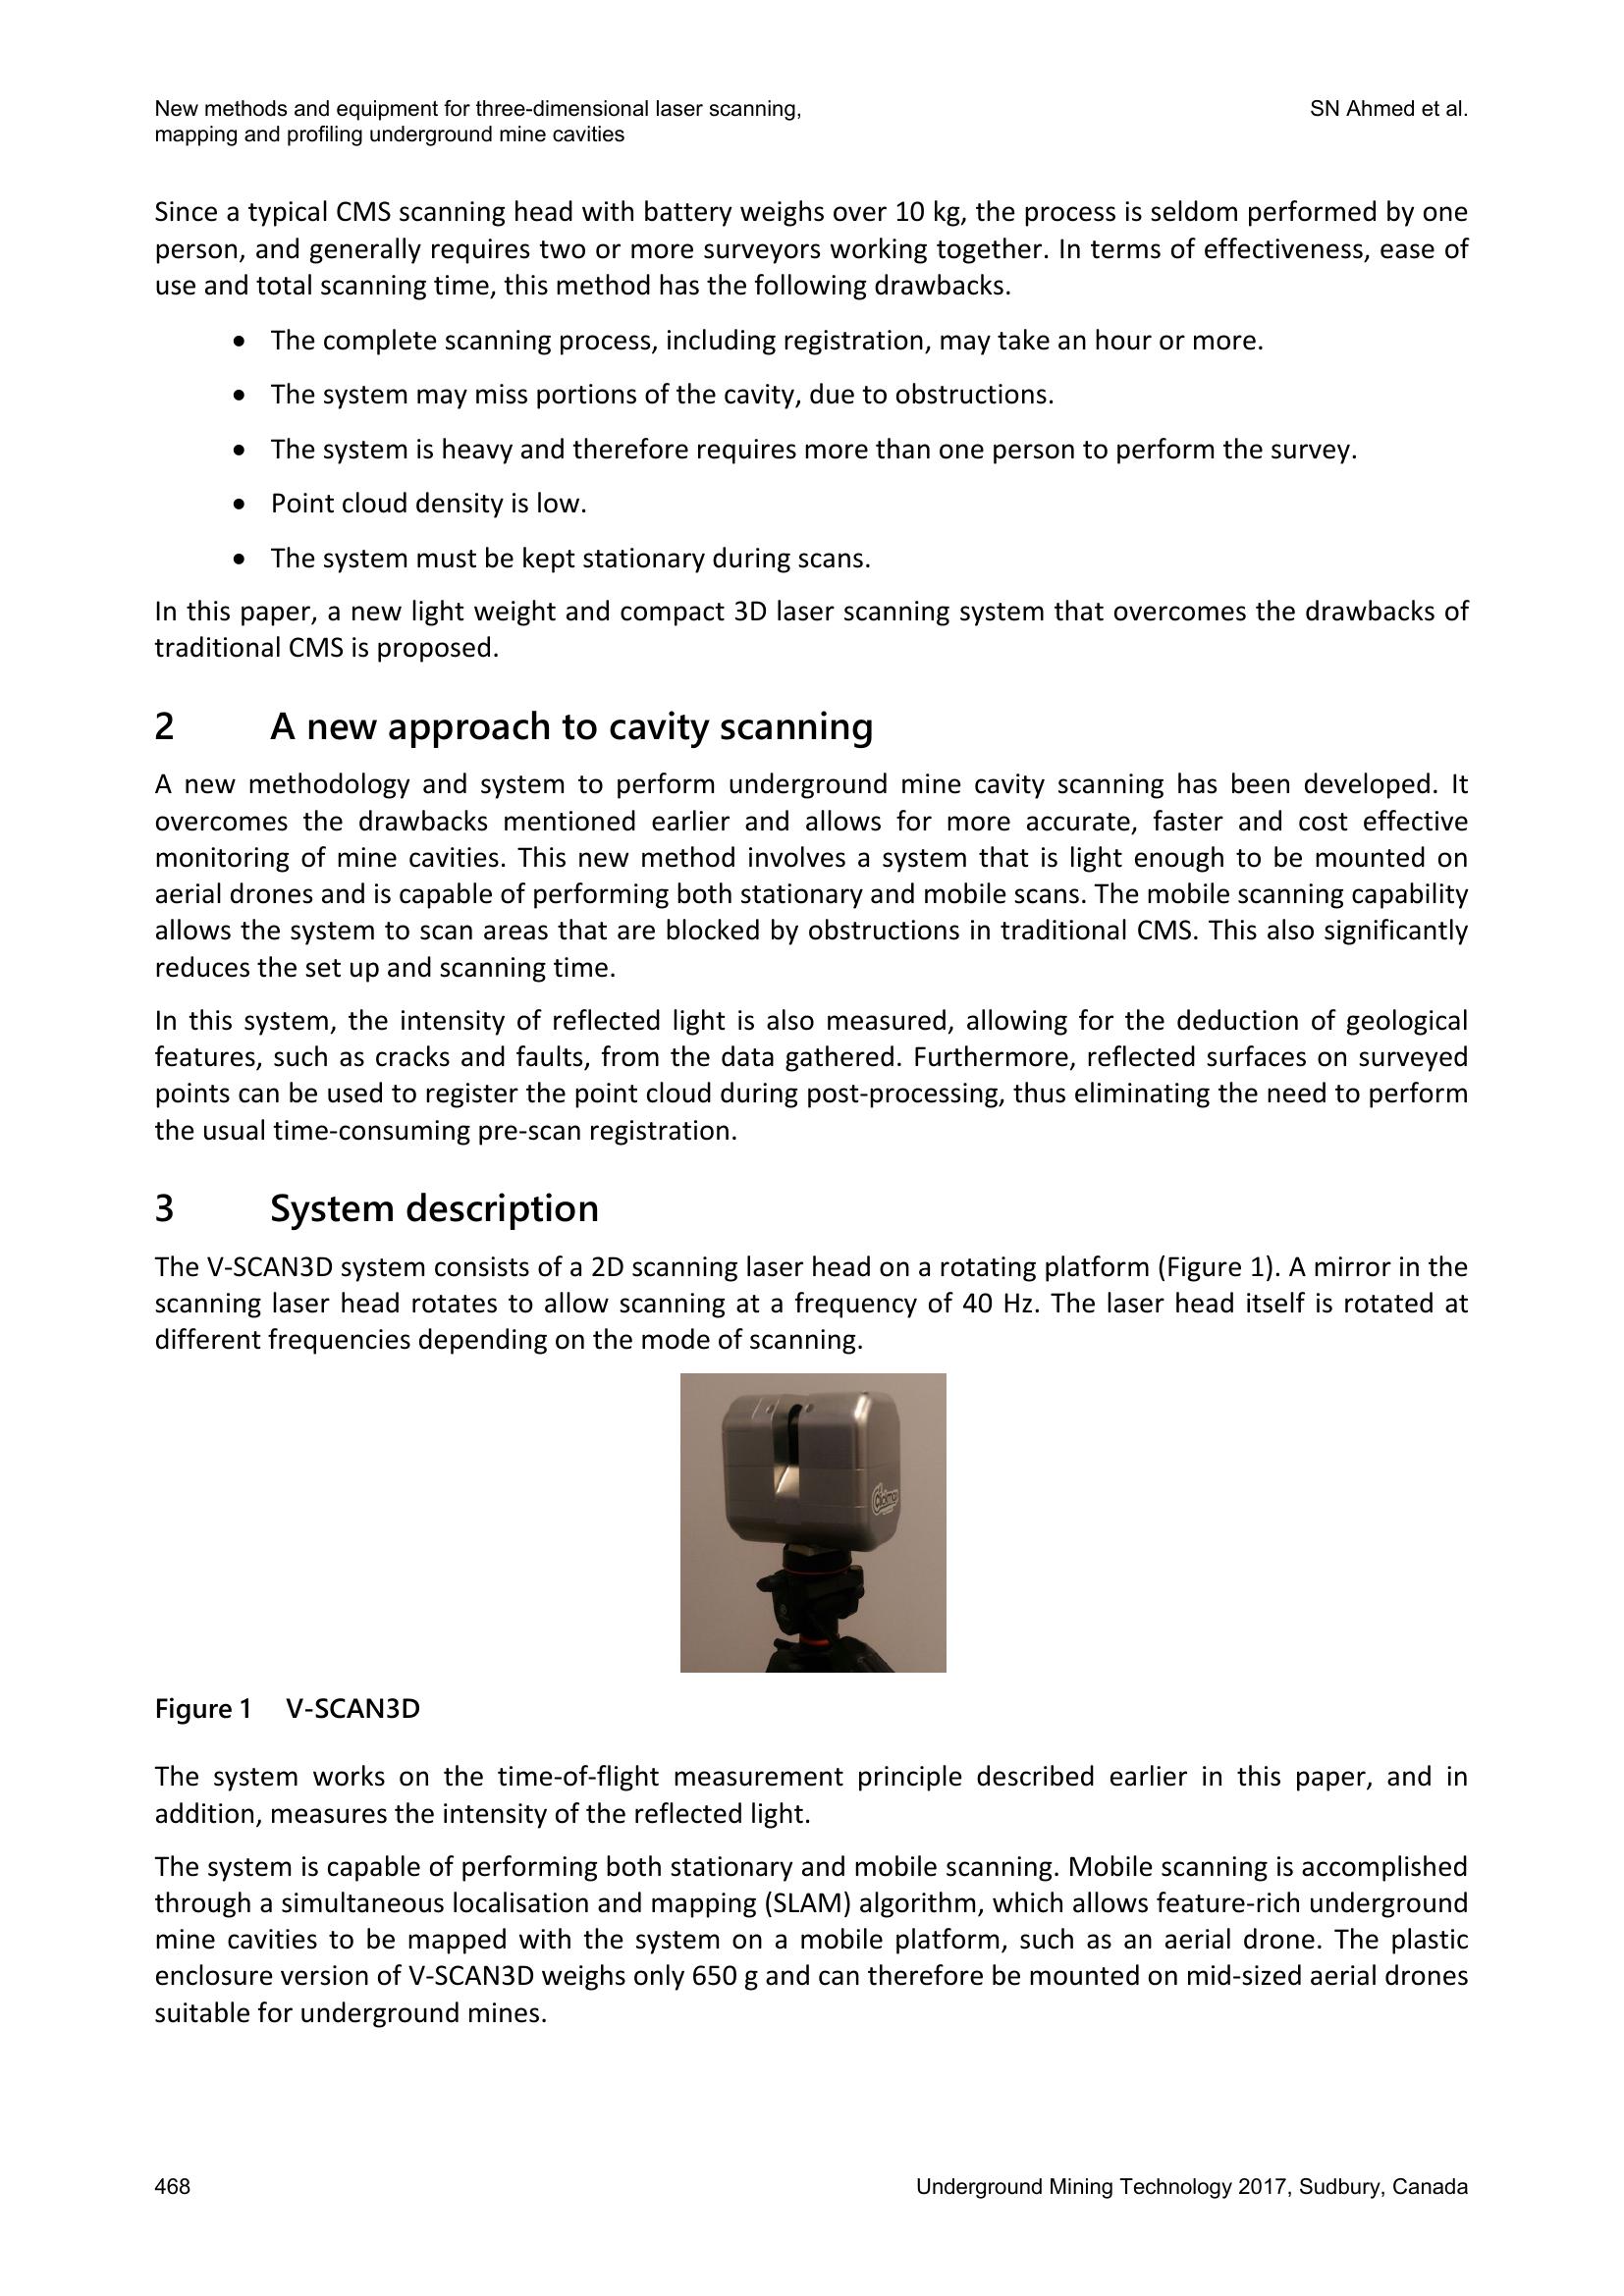 New methods and equipment for three-dimensional laser scanning,
mapping and profiling underground mine cavities
SN Ahmed et al.
Since a typical CMS scanning head with battery weighs over 10 kg, the process is seldom performed by one
person, and generally requires two or more surveyors working together. In terms of effectiveness, ease of
use and total scanning time, this method has the following drawbacks.
• The complete scanning process, including registration, may take an hour or more.
• The system may miss portions of the cavity, due to obstructions.
• The system is heavy and therefore requires more than one person to perform the survey.
• Point cloud density is low.
• The system must be kept stationary during scans.
In this paper, a new light weight and compact 3D laser scanning system that overcomes the drawbacks of
traditional CMS is proposed.
2 A new approach to cavity scanning
A new methodology and system to perform underground mine cavity scanning has been developed. It
overcomes the drawbacks mentioned earlier and allows for more accurate, faster and cost effective
monitoring of mine cavities. This new method involves a system that is light enough to be mounted on
aerial drones and is capable of performing both stationary and mobile scans. The mobile scanning capability
allows the system to scan areas that are blocked by obstructions in traditional CMS. This also significantly
reduces the set up and scanning time.
In this system, the intensity of reflected light is also measured, allowing for the deduction of geological
features, such as cracks and faults, from the data gathered. Furthermore, reflected surfaces on surveyed
points can be used to register the point cloud during post-processing, thus eliminating the need to perform
the usual time-consuming pre-scan registration.
3 System description
The V-SCAN3D system consists of a 2D scanning laser head on a rotating platform (Figure 1). A mirror in the
scanning laser head rotates to allow scanning at a frequency of 40 Hz. The laser head itself is rotated at
different frequencies depending on the mode of scanning.
Figure 1 V-SCAN3D
The system works on the time-of-flight measurement principle described earlier in this paper, and in
addition, measures the intensity of the reflected light.
The system is capable of performing both stationary and mobile scanning. Mobile scanning is accomplished
through a simultaneous localisation and mapping (SLAM) algorithm, which allows feature-rich underground
mine cavities to be mapped with the system on a mobile platform, such as an aerial drone. The plastic
enclosure version of V-SCAN3D weighs only 650 g and can therefore be mounted on mid-sized aerial drones
suitable for underground mines.
468
Underground Mining Technology 2017, Sudbury, Canada